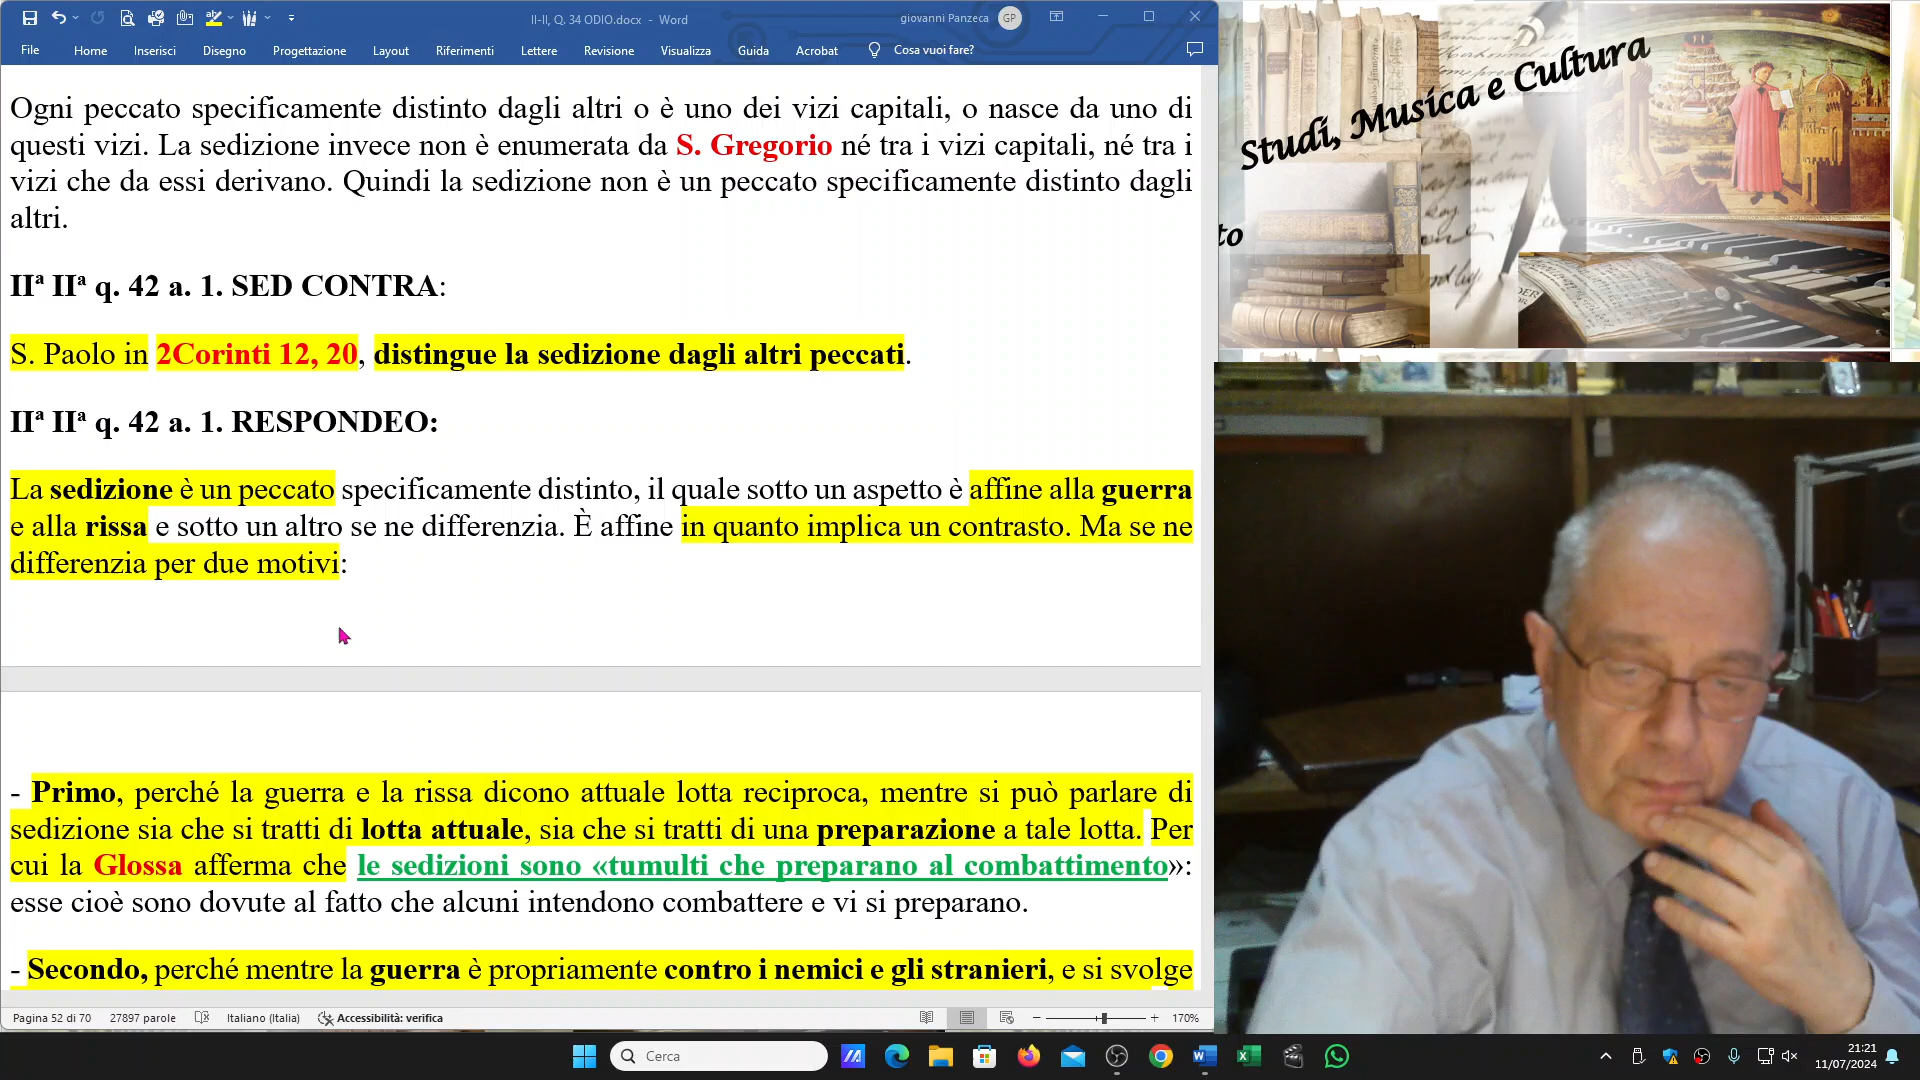 II-II, Q. 34 ODIO.docx - Word
giovanni Panzeca
GP
File Home Inserisci Disegno Progettazione Layout Riferimenti Lettere Revisione Visualizza Guida Acrobat Cosa vuoi fare?
Ogni peccato specificamente distinto dagli altri o è uno dei vizi capitali, o nasce da uno di
questi vizi. La sedizione invece non è enumerata da S. Gregorio né tra i vizi capitali, né tra i
vizi che da essi derivano. Quindi la sedizione non è un peccato specificamente distinto dagli
altri.
IIª IIª q. 42 a. 1. SED CONTRA:
S. Paolo in 2Corinti 12, 20, distingue la sedizione dagli altri peccati.
IIª IIª q. 42 a. 1. RESPONDEO:
La sedizione è un peccato specificamente distinto, il quale sotto un aspetto è affine alla guerra
e alla rissa e sotto un altro se ne differenzia. È affine in quanto implica un contrasto. Ma se ne
differenzia per due motivi:
- Primo, perché la guerra e la rissa dicono attuale lotta reciproca, mentre si può parlare di
sedizione sia che si tratti di lotta attuale, sia che si tratti di una preparazione a tale lotta. Per
cui la Glossa afferma che le sedizioni sono «tumulti che preparano al combattimento»:
esse cioè sono dovute al fatto che alcuni intendono combattere e vi si preparano.
- Secondo, perché mentre la guerra è propriamente contro i nemici e gli stranieri, e si svolge
Pagina 52 di 70 27897 parole Italiano (Italia) Accessibilità: verifica 170%
Studi, Musica e Cultura
to
Cerca
21:21
11/07/2024